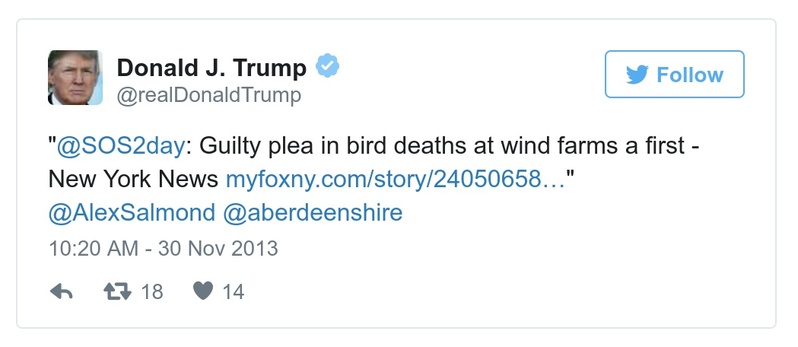 Donald J. Trump
@realDonaldTrump
Follow
"@SOS2day: Guilty plea in bird deaths at wind farms a first -
New York News myfoxny.com/story/24050658…"
@AlexSalmond @aberdeenshire
10:20 AM - 30 Nov 2013
18 14